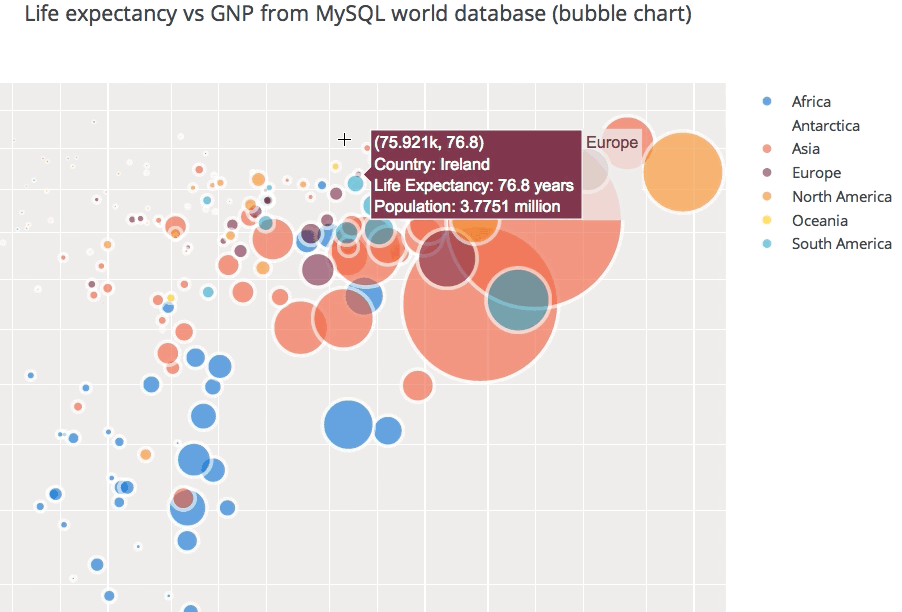 Life expectancy vs GNP from MySQL world database (bubble chart)
(75.921k, 76.8)
Country: Ireland
Life Expectancy: 76.8 years
Population: 3.7751 million
Europe
Africa
Antarctica
Asia
Europe
North America
Oceania
South America